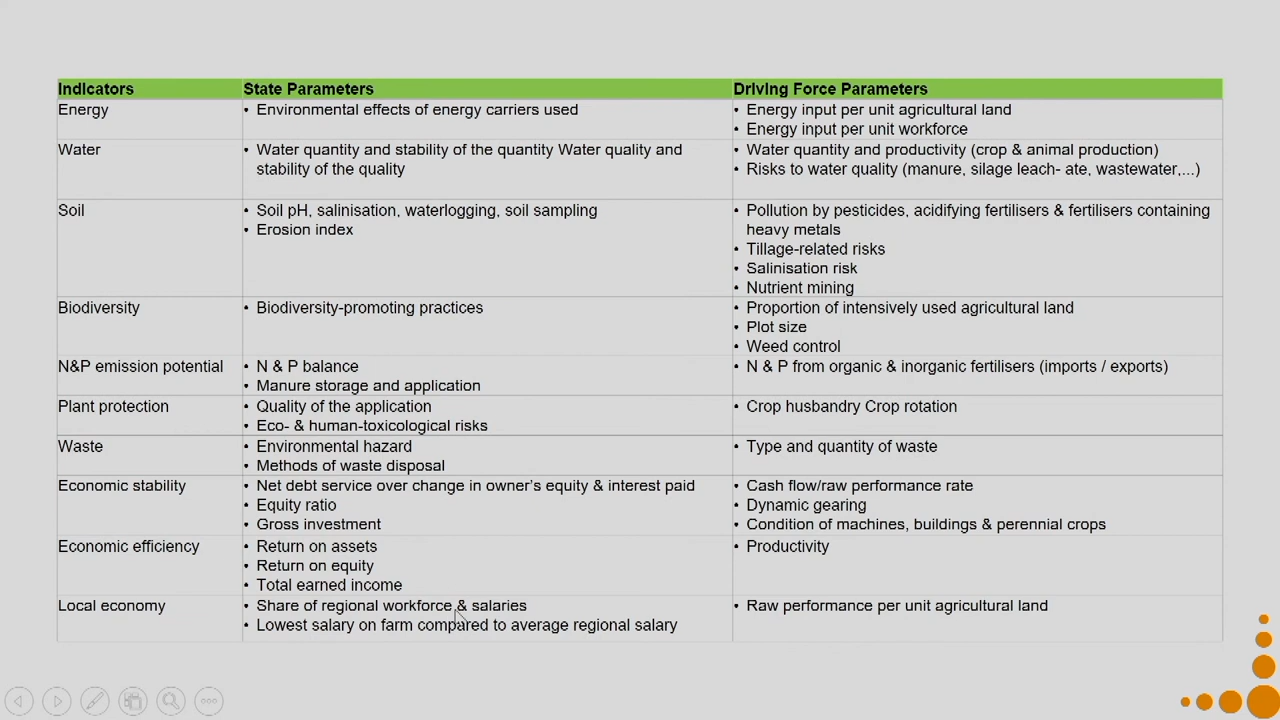 Indicators State Parameters Driving Force Parameters
Energy • Environmental effects of energy carriers used • Energy input per unit agricultural land
• Energy input per unit workforce
Water • Water quantity and stability of the quantity Water quality and • Water quantity and productivity (crop & animal production)
stability of the quality • Risks to water quality (manure, silage leach- ate, wastewater,...)
Soil • Soil pH, salinisation, waterlogging, soil sampling • Pollution by pesticides, acidifying fertilisers & fertilisers containing
• Erosion index heavy metals
• Tillage-related risks
• Salinisation risk
• Nutrient mining
Biodiversity • Biodiversity-promoting practices • Proportion of intensively used agricultural land
• Plot size
• Weed control
N&P emission potential • N & P balance • N & P from organic & inorganic fertilisers (imports / exports)
• Manure storage and application
Plant protection • Quality of the application • Crop husbandry Crop rotation
• Eco- & human-toxicological risks
Waste • Environmental hazard • Type and quantity of waste
• Methods of waste disposal
Economic stability • Net debt service over change in owner's equity & interest paid • Cash flow/raw performance rate
• Equity ratio • Dynamic gearing
• Gross investment • Condition of machines, buildings & perennial crops
Economic efficiency • Return on assets • Productivity
• Return on equity
• Total earned income
Local economy • Share of regional workforce & salaries • Raw performance per unit agricultural land
• Lowest salary on farm compared to average regional salary